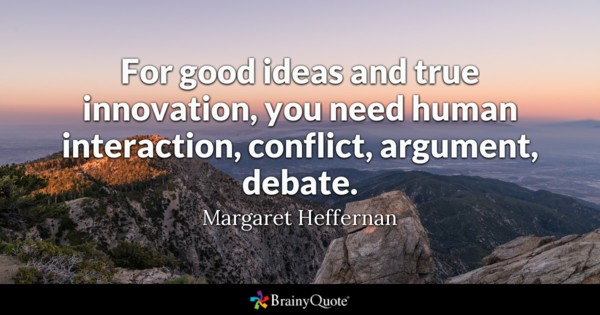 For good ideas and true
innovation, you need human
interaction, conflict, argument,
debate.
Margaret Heffernan
BrainyQuote